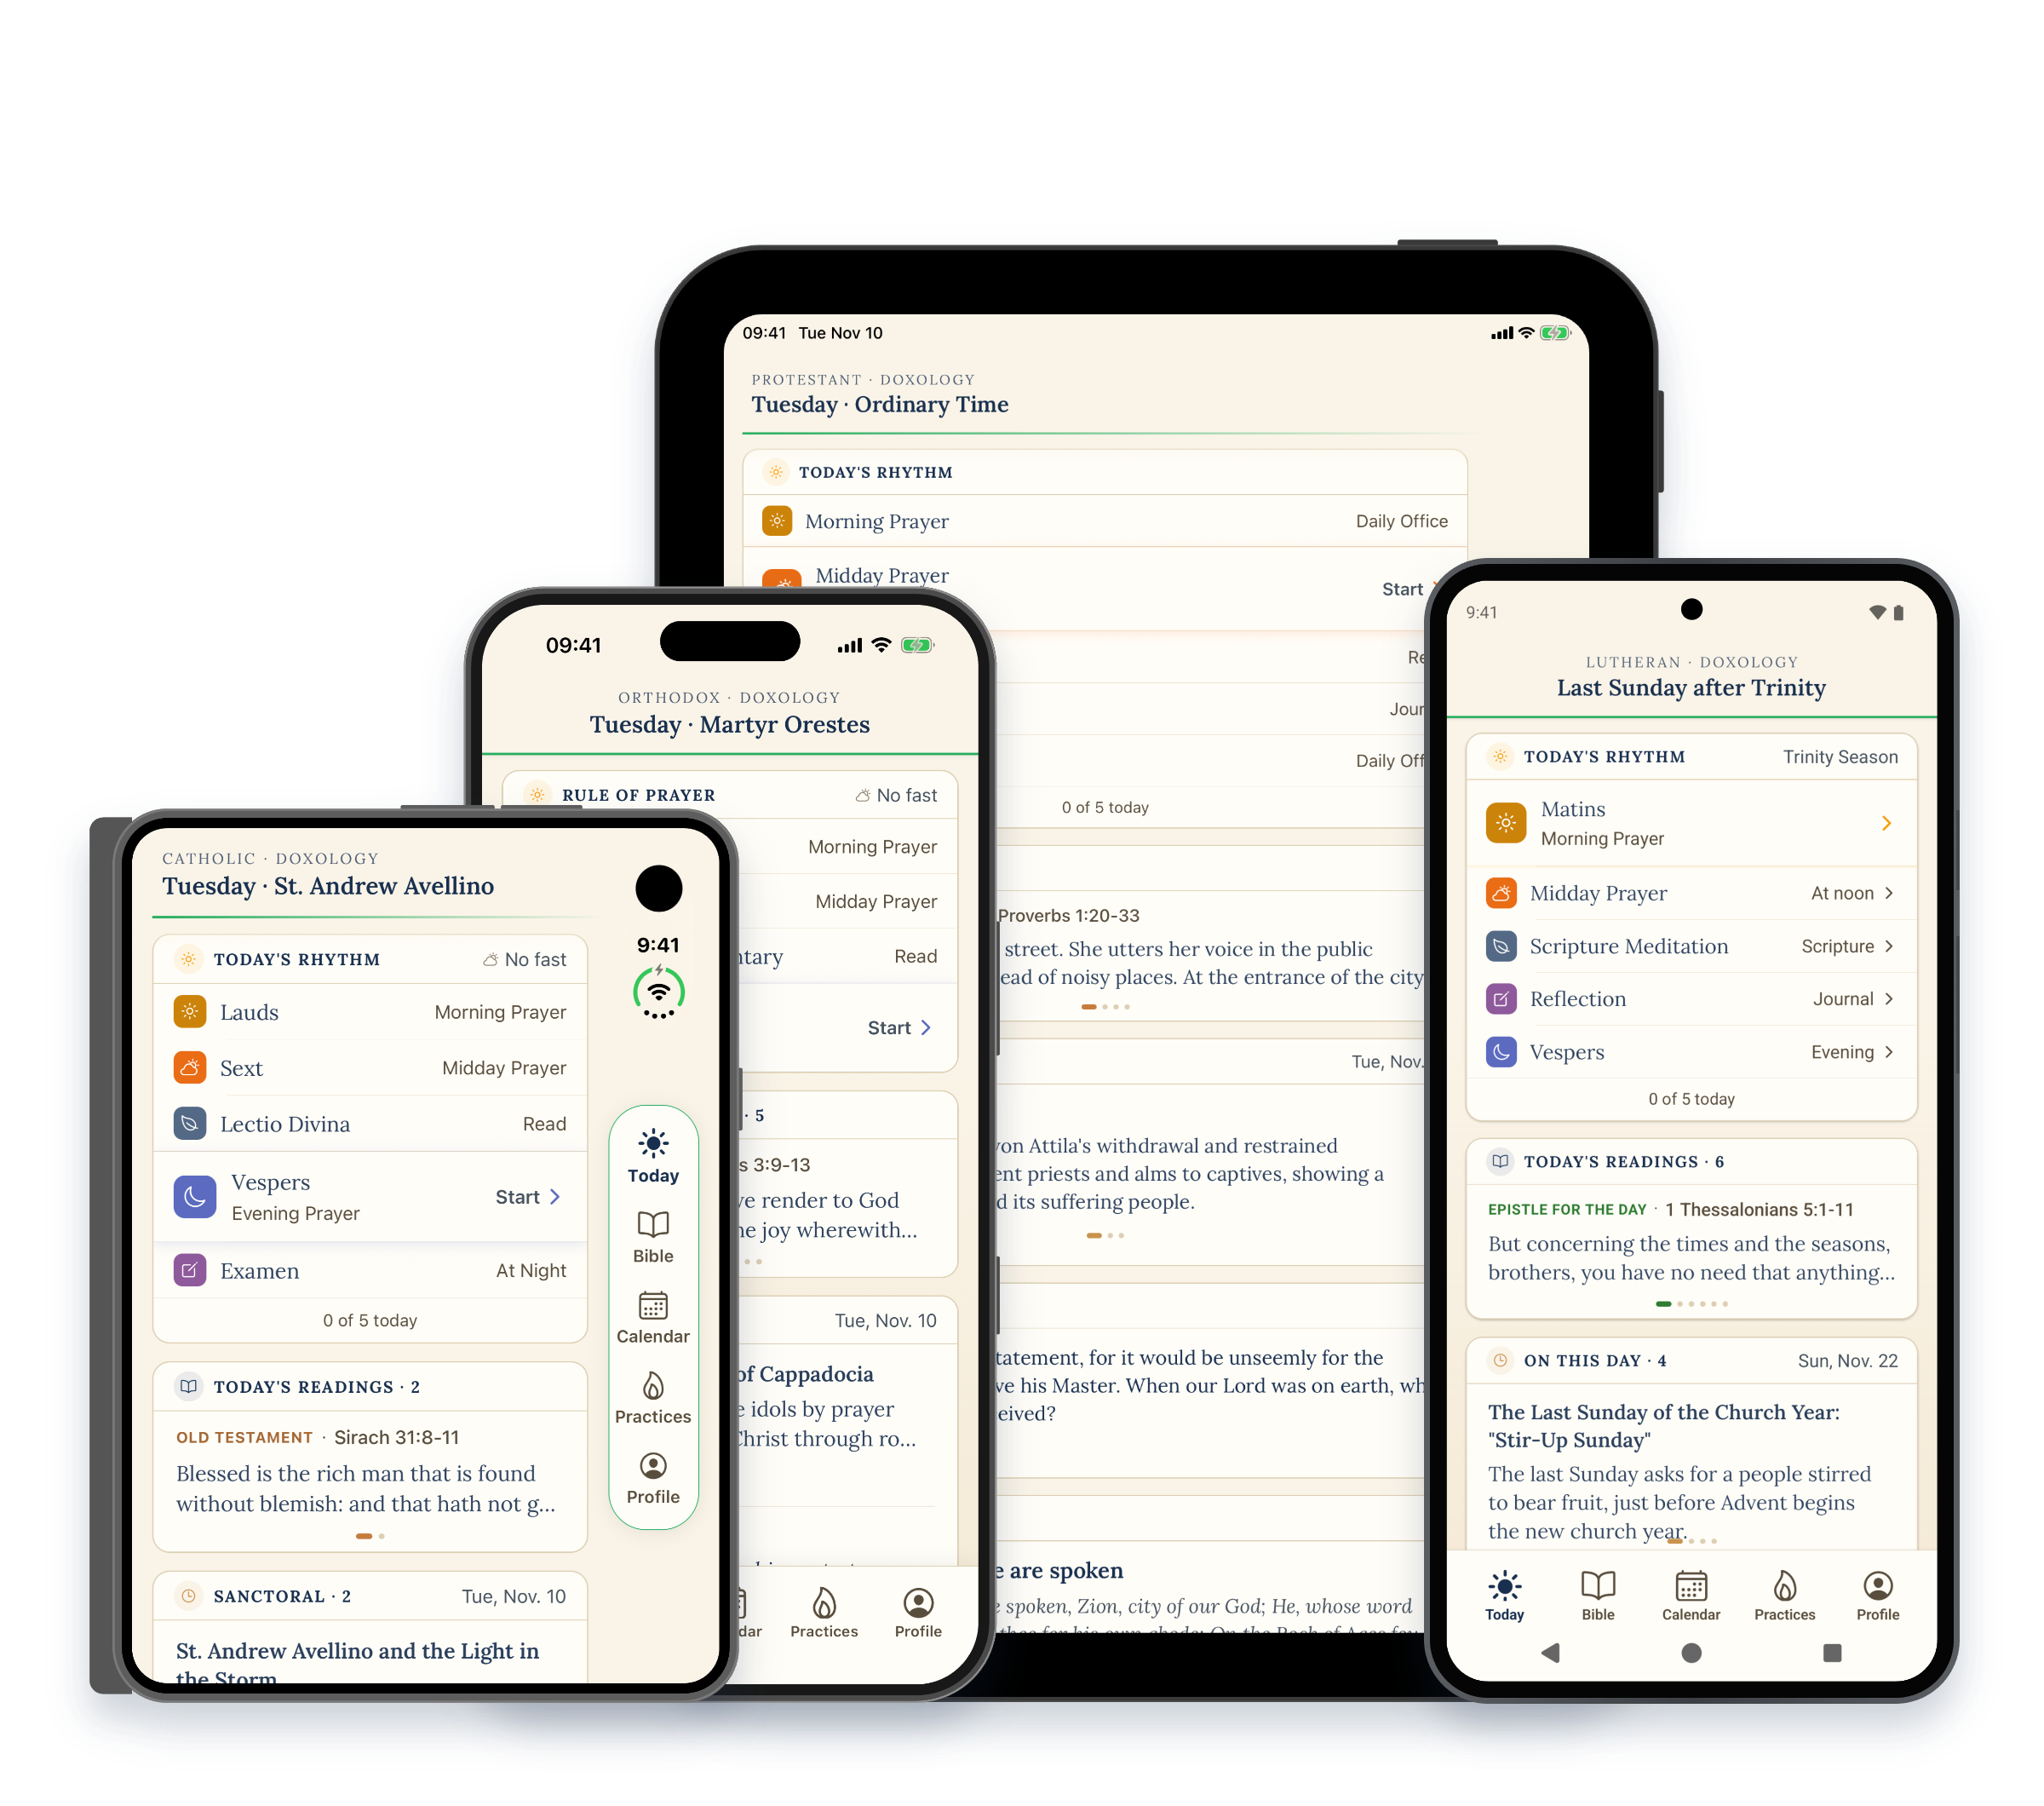 09:41 Tue Nov 10
PROTESTANT · DOXOLOGY
Tuesday · Ordinary Time
TODAY'S RHYTHM
Morning Prayer Daily Office
Midday Prayer
Start
Daily
0 of 5 today
Proverbs 1:20-33
street. She utters her voice in the public
of noisy places. At the entrance of the city
Tue, Nov.
Attila's withdrawal and restrained
priests and alms to captives, showing a
its suffering people.
for it would be unseemly for the
his Master. When our Lord was on earth,
are spoken
spoken, Zion, city of our God; He, whose word
09:41
ORTHODOX · DOXOLOGY
Tuesday · Martyr Orestes
RULE OF PRAYER No fast
Morning Prayer
Midday Prayer
Read
Start >
· 5
3:9-13
render to God
joy wherewith...
Tue, Nov. 10
of Cappadocia
idols by prayer
Christ through ro...
Practices
Profile
CATHOLIC · DOXOLOGY
Tuesday · St. Andrew Avellino
9:41
TODAY'S RHYTHM No fast
Lauds Morning Prayer
Sext Midday Prayer
Lectio Divina Read
Vespers
Evening Prayer
Start >
Examen At Night
0 of 5 today
TODAY'S READINGS · 2
OLD TESTAMENT · Sirach 31:8-11
Blessed is the rich man that is found
without blemish: and that hath not g...
SANCTORAL · 2 Tue, Nov. 10
St. Andrew Avellino and the Light in
the Storm
Today
Bible
Calendar
Practices
Profile
9:41
LUTHERAN · DOXOLOGY
Last Sunday after Trinity
TODAY'S RHYTHM Trinity Season
Matins
Morning Prayer
Midday Prayer At noon >
Scripture Meditation Scripture >
Reflection Journal >
Vespers Evening >
0 of 5 today
TODAY'S READINGS · 6
EPISTLE FOR THE DAY · 1 Thessalonians 5:1-11
But concerning the times and the seasons,
brothers, you have no need that anything...
ON THIS DAY · 4 Sun, Nov. 22
The Last Sunday of the Church Year:
"Stir-Up Sunday"
The last Sunday asks for a people stirred
to bear fruit, just before Advent begins
the new church year.
Today
Bible
Calendar
Practices
Profile